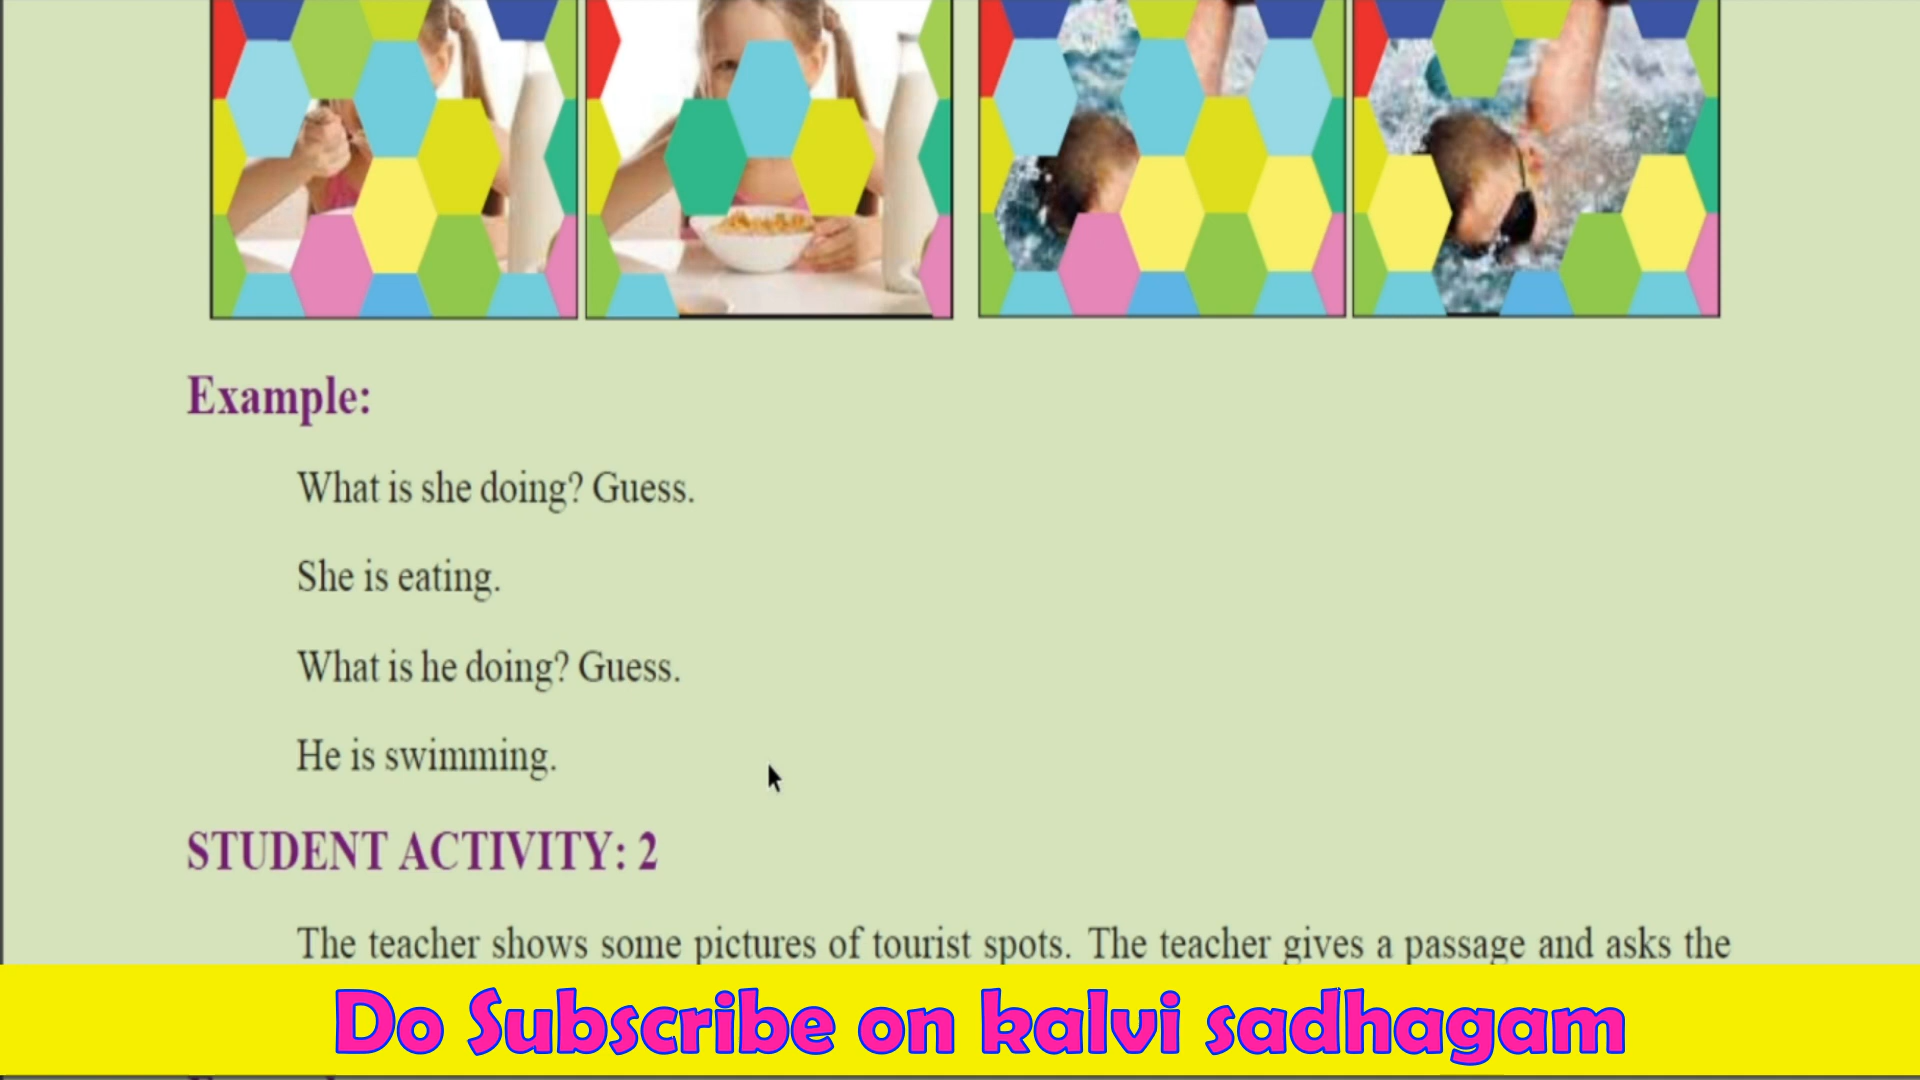 Example:
What is she doing? Guess.
She is eating.
What is he doing? Guess.
He is swimming.
STUDENT ACTIVITY: 2
The teacher shows some pictures of tourist spots. The teacher gives a passage and asks the
Do Subscribe on kalvi sadhagam